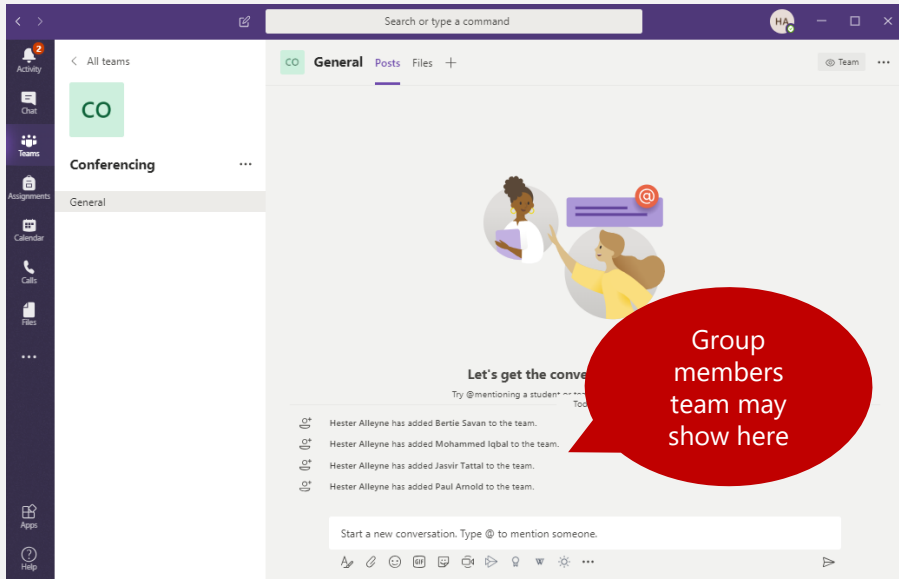 Search or type a command
HA
2
Activity
Chat
Teams
Assignments
Calendar
Calls
Files
Apps
Help
All teams
CO
Conferencing
General
CO General Posts Files
Team
@
Let's get the conve
Try @mentioning a student or
Hester Alleyne has added Bertie Savan to the team.
Hester Alleyne has added Mohammed Iqbal to the team.
Hester Alleyne has added Jasvir Tattal to the team.
Hester Alleyne has added Paul Arnold to the team.
Group
members
team may
show here
Start a new conversation. Type @ to mention someone.
GIF